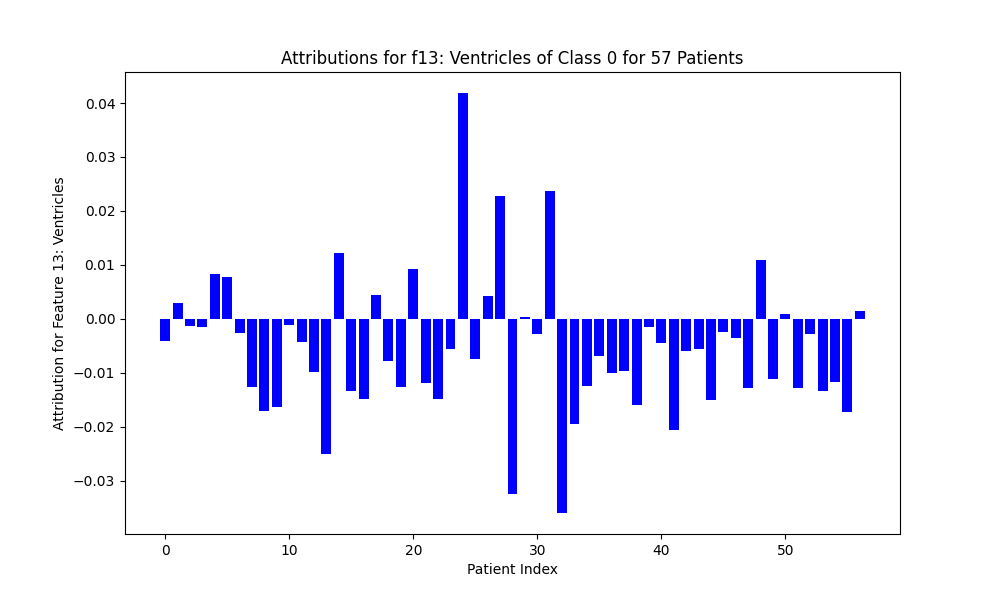 Attributions for f13: Ventricles of Class 0 for 57 Patients
Attribution for Feature 13: Ventricles
0.04
0.03
0.02
0.01
0.00
−0.01
−0.02
−0.03
0 10 20 30 40 50
Patient Index